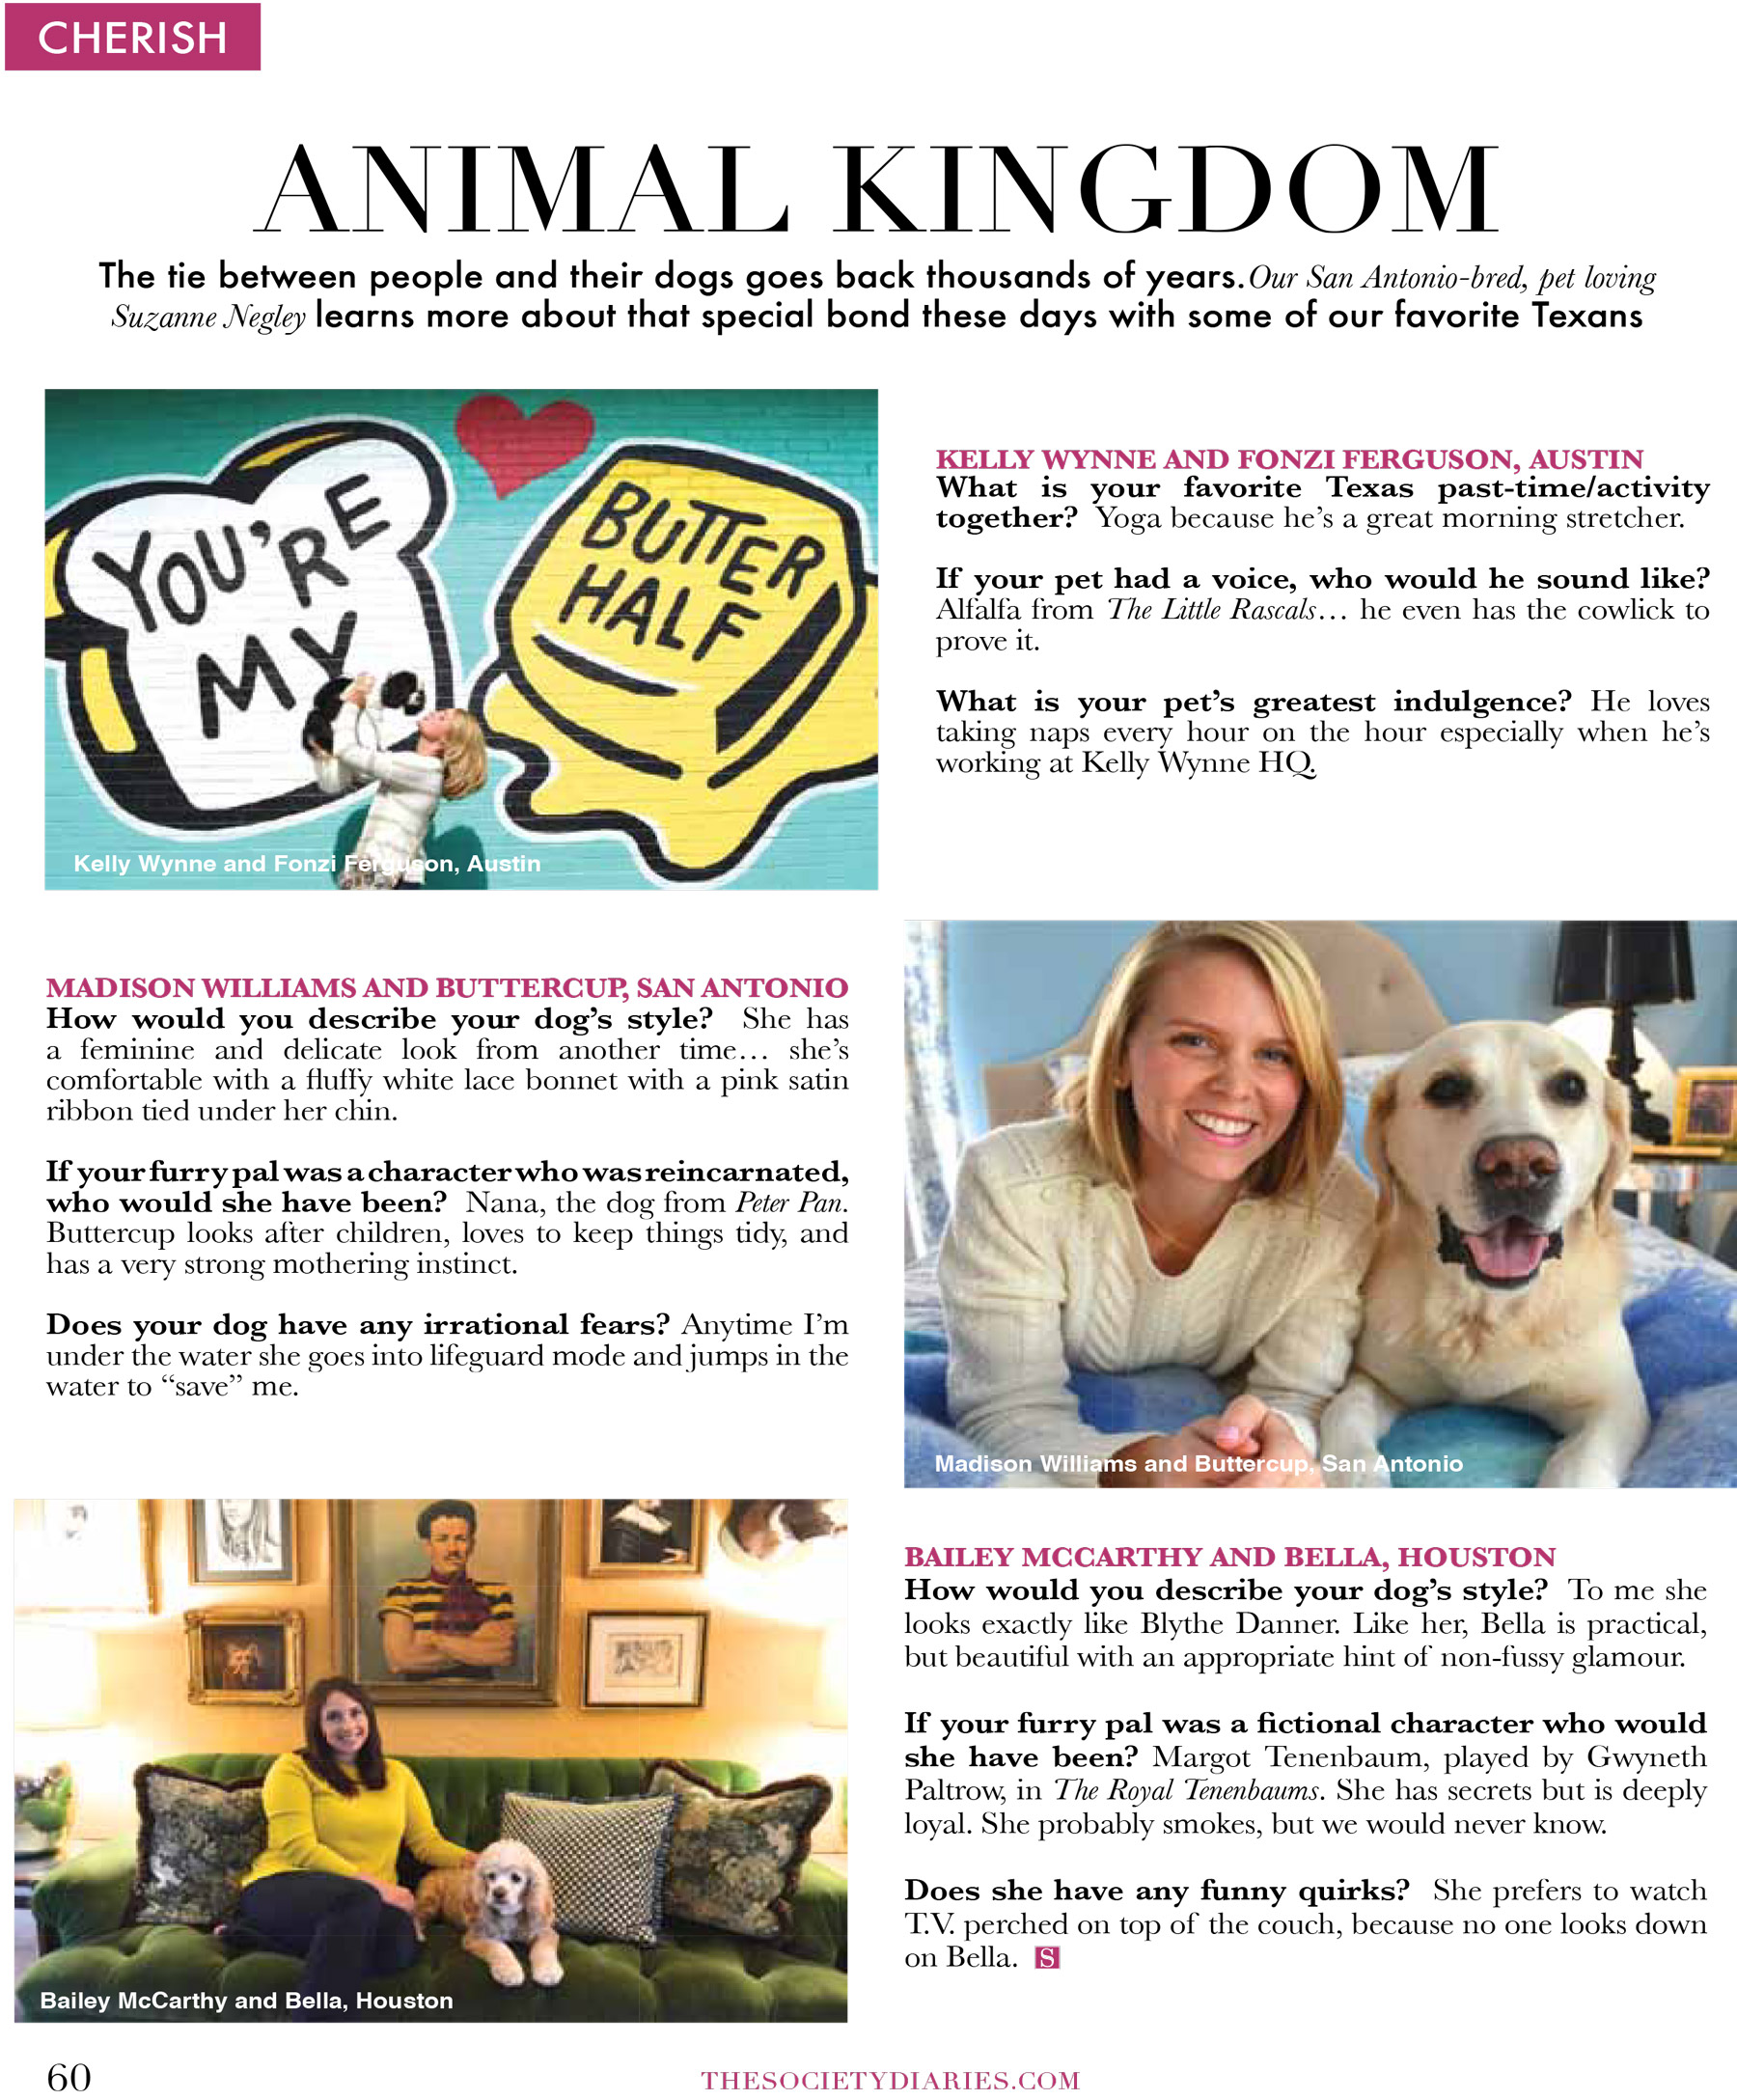 CHERISH
ANIMAL KINGDOM
The tie between people and their dogs goes back thousands of years. Our San Antonio-bred, pet loving
Suzanne Negley learns more about that special bond these days with some of our favorite Texans
YOU'RE
MY
BUTTER
HALF
Kelly Wynne and Fonzi Ferguson, Austin
KELLY WYNNE AND FONZI FERGUSON, AUSTIN
What is your favorite Texas past-time/activity
together? Yoga because he's a great morning stretcher.
If your pet had a voice, who would he sound like?
Alfalfa from The Little Rascals… he even has the cowlick to
prove it.
What is your pet's greatest indulgence? He loves
taking naps every hour on the hour especially when he's
working at Kelly Wynne HQ.
MADISON WILLIAMS AND BUTTERCUP, SAN ANTONIO
How would you describe your dog's style? She has
a feminine and delicate look from another time… she's
comfortable with a fluffy white lace bonnet with a pink satin
ribbon tied under her chin.
If your furry pal was a character who was reincarnated,
who would she have been? Nana, the dog from Peter Pan.
Buttercup looks after children, loves to keep things tidy, and
has a very strong mothering instinct.
Does your dog have any irrational fears? Anytime I'm
under the water she goes into lifeguard mode and jumps in the
water to “save” me.
Madison Williams and Buttercup, San Antonio
Bailey McCarthy and Bella, Houston
BAILEY MCCARTHY AND BELLA, HOUSTON
How would you describe your dog's style? To me she
looks exactly like Blythe Danner. Like her, Bella is practical,
but beautiful with an appropriate hint of non-fussy glamour.
If your furry pal was a fictional character who would
she have been? Margot Tenenbaum, played by Gwyneth
Paltrow, in The Royal Tenenbaums. She has secrets but is deeply
loyal. She probably smokes, but we would never know.
Does she have any funny quirks? She prefers to watch
T.V. perched on top of the couch, because no one looks down
on Bella. S
60
THESOCIETYDIARIES.COM